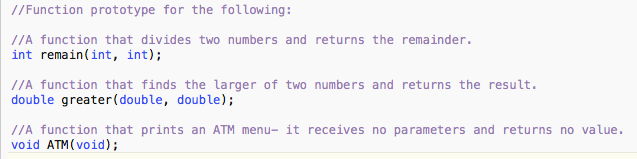 //Function prototype for the following:
//A function that divides two numbers and returns the remainder.
int remain(int, int);
//A function that finds the larger of two numbers and returns the result.
double greater(double, double);
//A function that prints an ATM menu- it receives no parameters and returns no value.
void ATM(void);